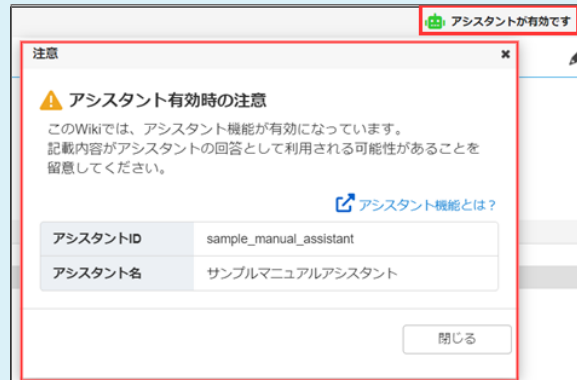 アシスタントが有効です
注意
アシスタント有効時の注意
このWikiでは、アシスタント機能が有効になっています。
記載内容がアシスタントの回答として利用される可能性があることを
留意してください。
アシスタント機能とは？
アシスタントID sample_manual_assistant
アシスタント名 サンプルマニュアルアシスタント
閉じる